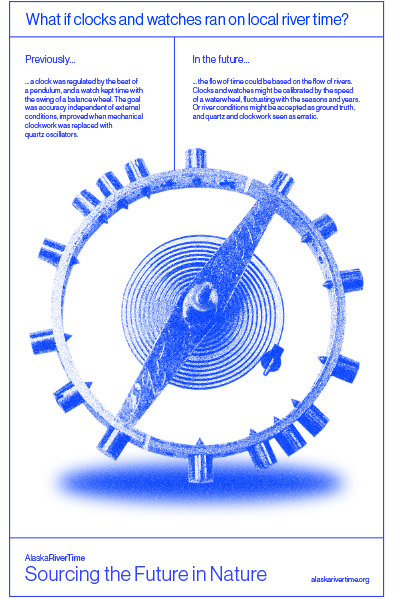 What if clocks and watches ran on local river time?
Previously...
...a clock was regulated by the beat of
a pendulum, and a watch kept time with
the swing of a balance wheel. The goal
was accuracy independent of external
conditions, improved when mechanical
clockwork was replaced with
quartz oscillators.
In the future...
...the flow of time could be based on the flow of rivers.
Clocks and watches might be calibrated by the speed
of a waterwheel, fluctuating with the seasons and years.
Or river conditions might be accepted as ground truth,
and quartz and clockwork seen as erratic.
AlaskaRiverTime
Sourcing the Future in Nature
alaskarivertime.org